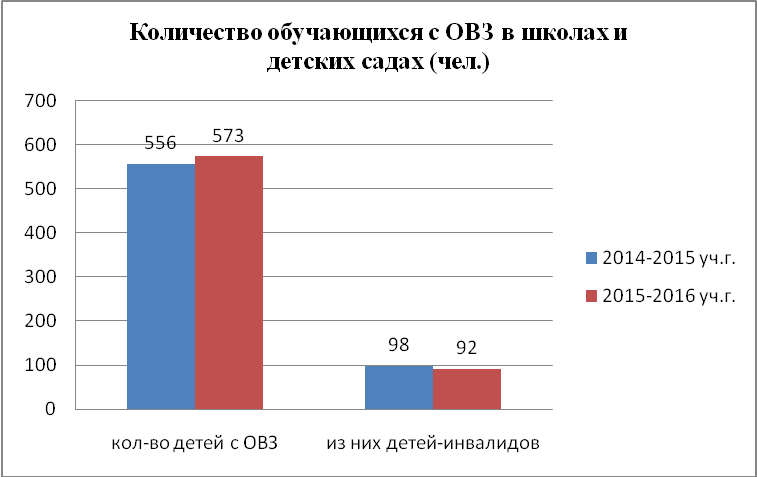 Количество обучающихся с ОВЗ в школах и
детских садах (чел.)
700
600
500
400
300
200
100
0
556
573
98
92
кол-во детей с ОВЗ
из них детей-инвалидов
2014-2015 уч.г.
2015-2016 уч.г.